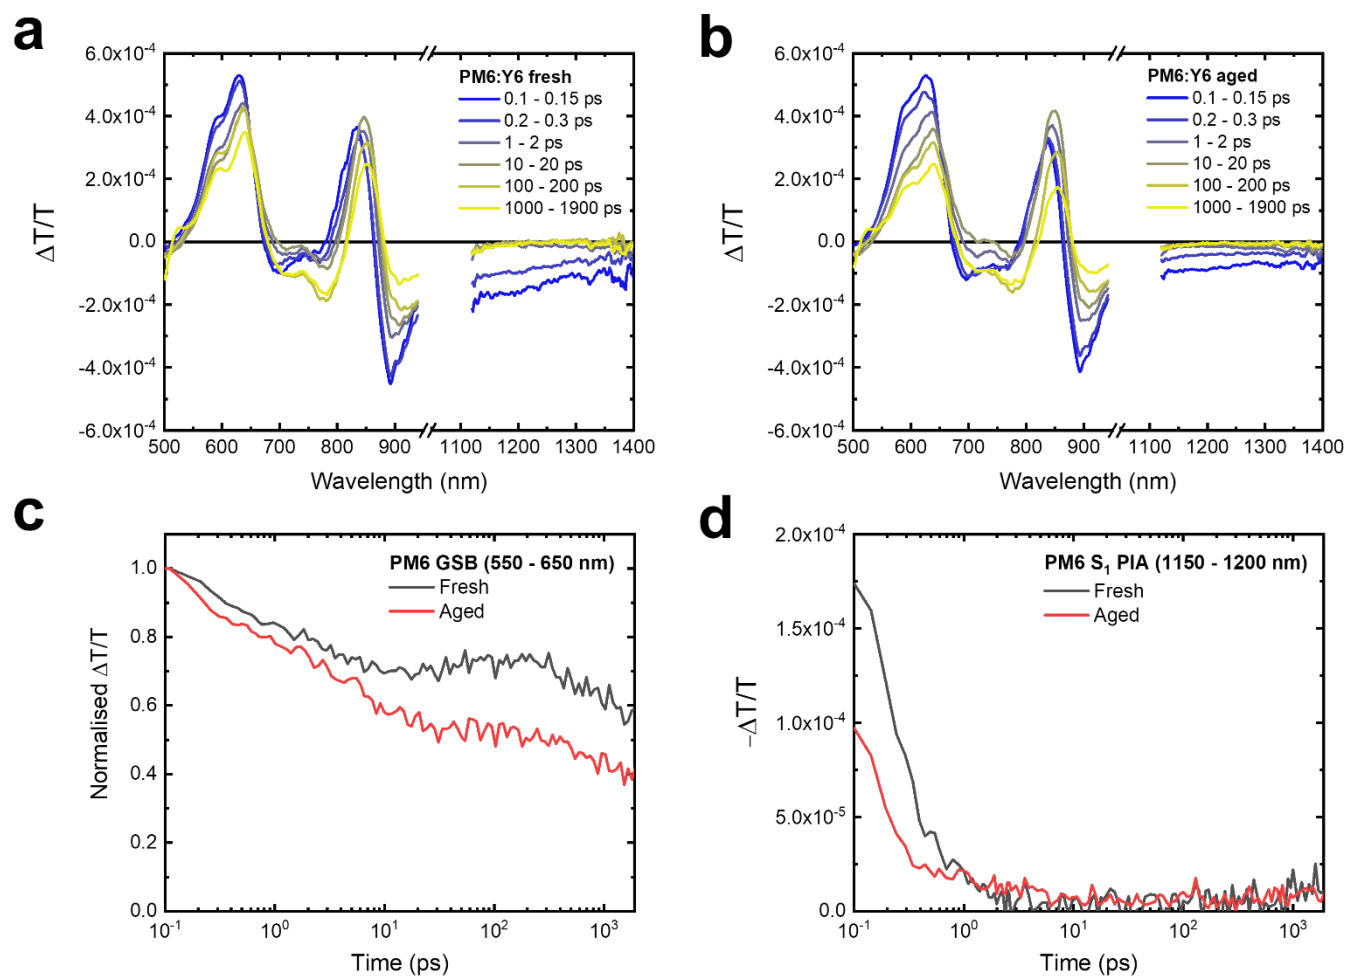 a
6.0x10⁻⁴
4.0x10⁻⁴
2.0x10⁻⁴
0.0
-2.0x10⁻⁴
-4.0x10⁻⁴
-6.0x10⁻⁴
ΔT/T
PM6:Y6 fresh
0.1 - 0.15 ps
0.2 - 0.3 ps
1 - 2 ps
10 - 20 ps
100 - 200 ps
1000 - 1900 ps
500 600 700 800 900 1100 1200 1300 1400
Wavelength (nm)
b
6.0x10⁻⁴
4.0x10⁻⁴
2.0x10⁻⁴
0.0
-2.0x10⁻⁴
-4.0x10⁻⁴
-6.0x10⁻⁴
ΔT/T
PM6:Y6 aged
0.1 - 0.15 ps
0.2 - 0.3 ps
1 - 2 ps
10 - 20 ps
100 - 200 ps
1000 - 1900 ps
500 600 700 800 900 1100 1200 1300 1400
Wavelength (nm)
c
1.0
0.8
0.6
0.4
0.2
0.0
Normalised ΔT/T
PM6 GSB (550 - 650 nm)
Fresh
Aged
10⁻¹ 10⁰ 10¹ 10² 10³
Time (ps)
d
2.0x10⁻⁴
1.5x10⁻⁴
1.0x10⁻⁴
5.0x10⁻⁵
0.0
−ΔT/T
PM6 S₁ PIA (1150 - 1200 nm)
Fresh
Aged
10⁻¹ 10⁰ 10¹ 10² 10³
Time (ps)